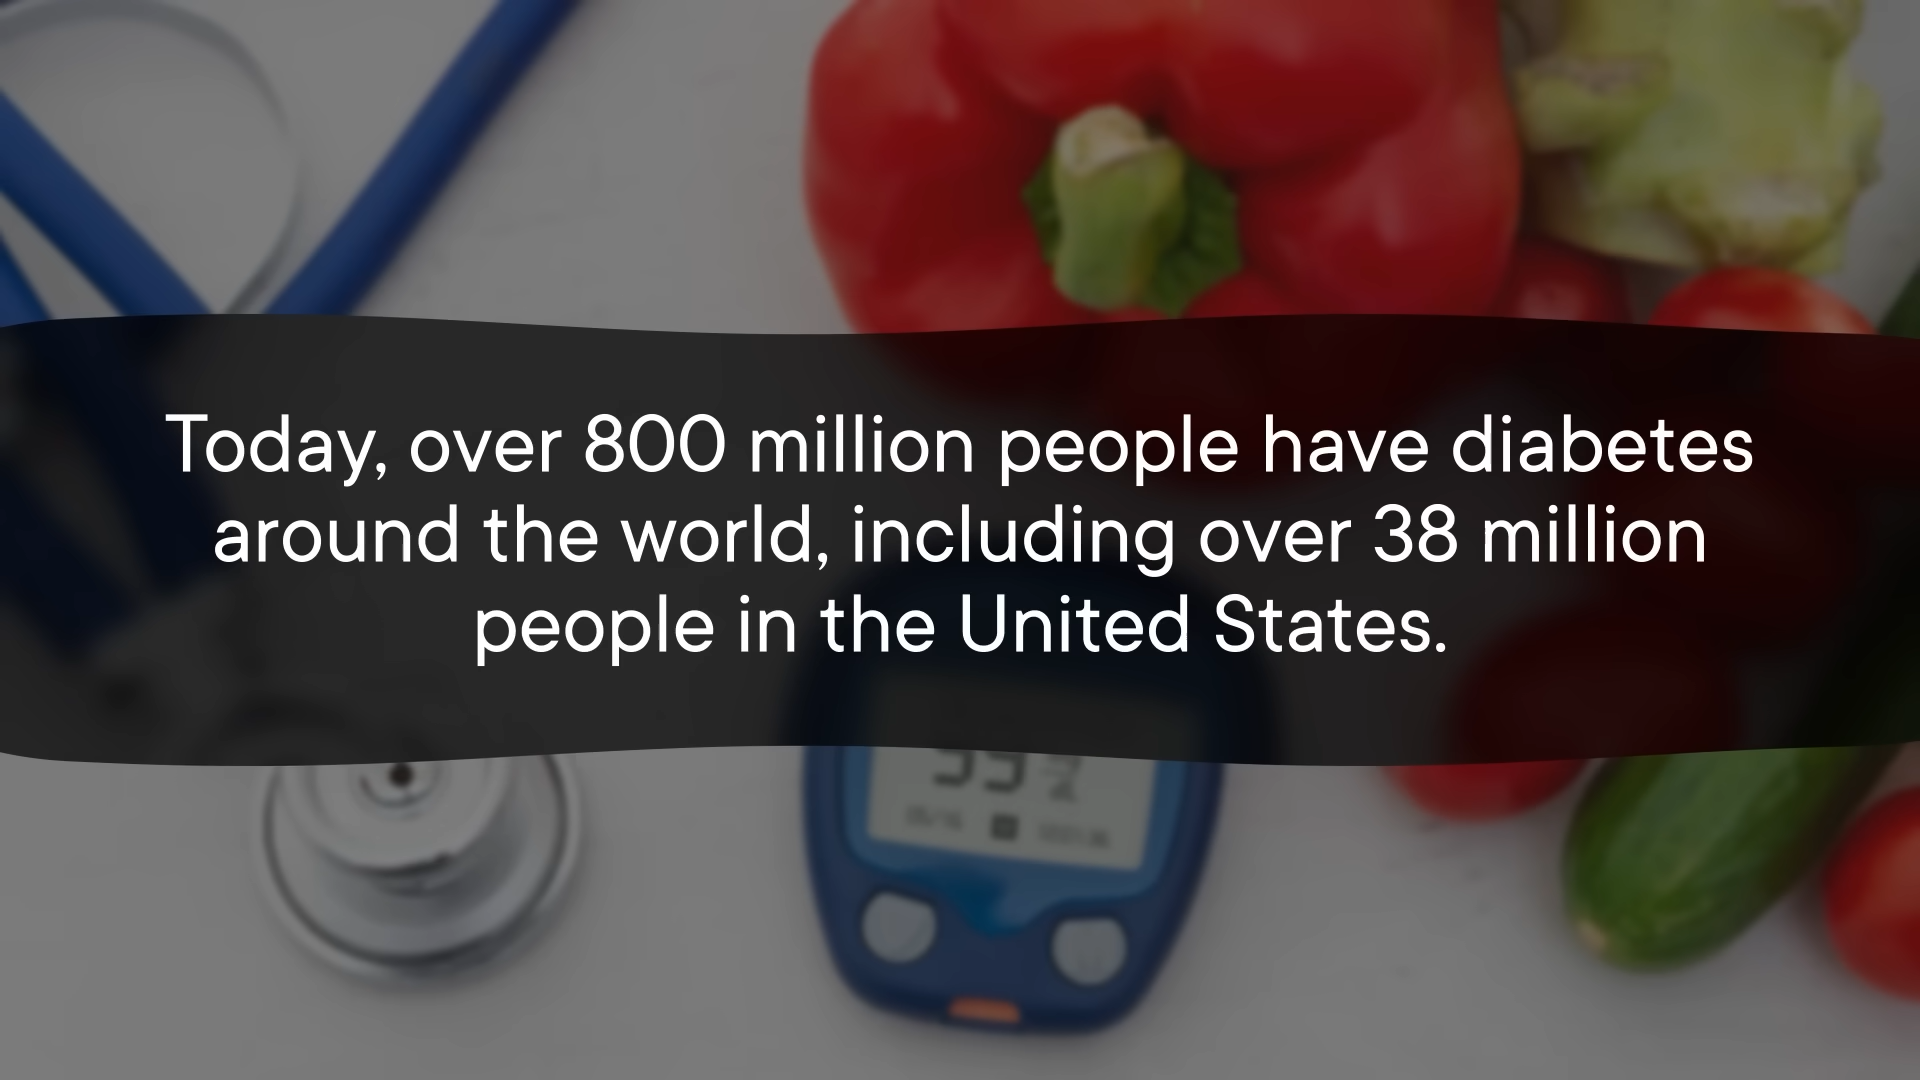 Today, over 800 million people have diabetes
around the world, including over 38 million
people in the United States.